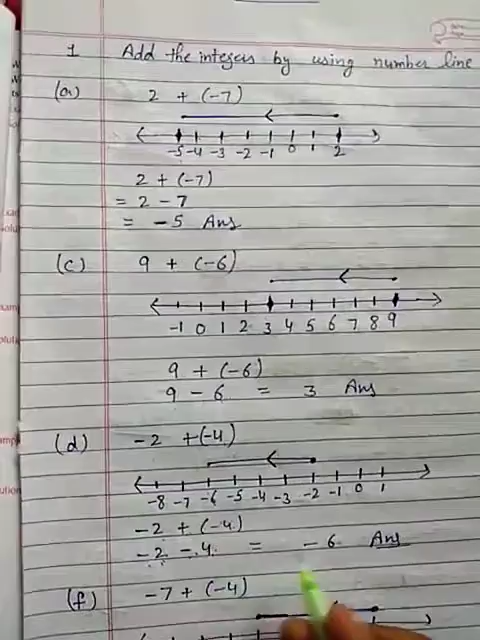 1 Add the integers by using number line
(a) 2 + (-7)
-5 -4 -3 -2 -1 0 1 2
2 + (-7)
= 2 - 7
= -5 Ans
(c) 9 + (-6)
-1 0 1 2 3 4 5 6 7 8 9
9 + (-6)
9 - 6 = 3 Ans
(d) -2 +(-4)
-8 -7 -6 -5 -4 -3 -2 -1 0 1
-2 + (-4)
-2 - 4 = -6 Ans
(f) -7 + (-4)